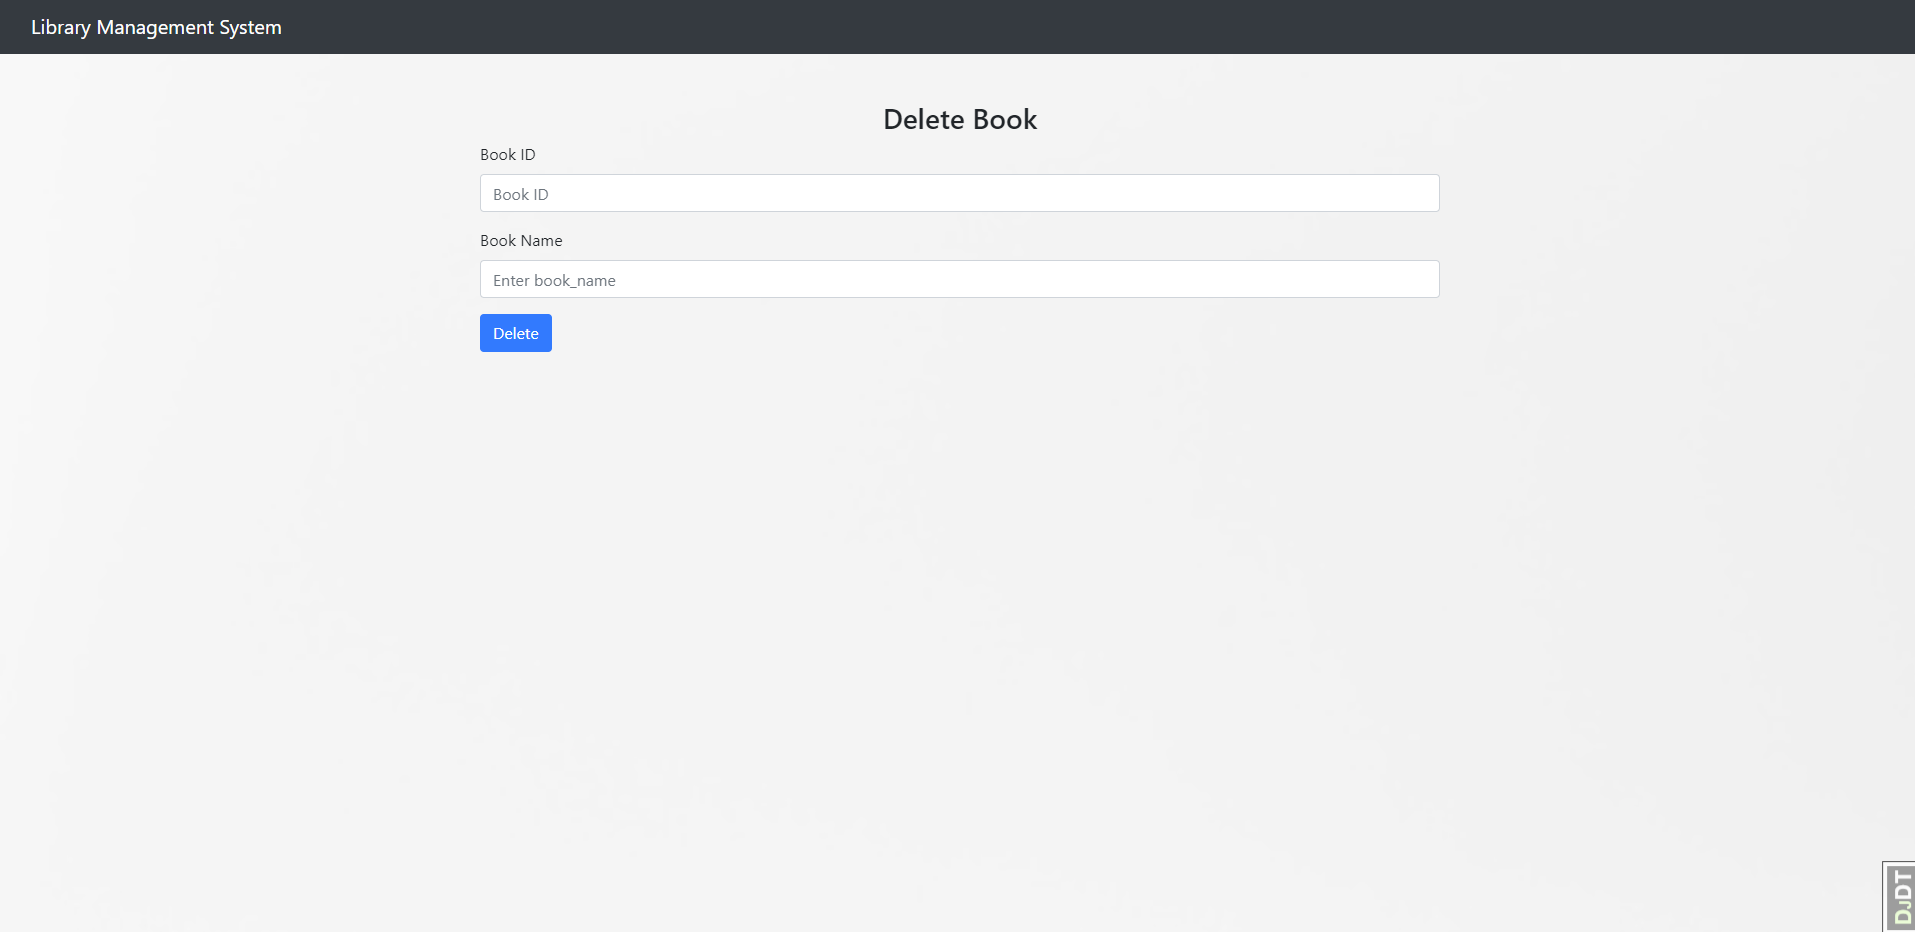 Library Management System
Delete Book
Book ID
Book ID
Book Name
Enter book_name
Delete
DJDT